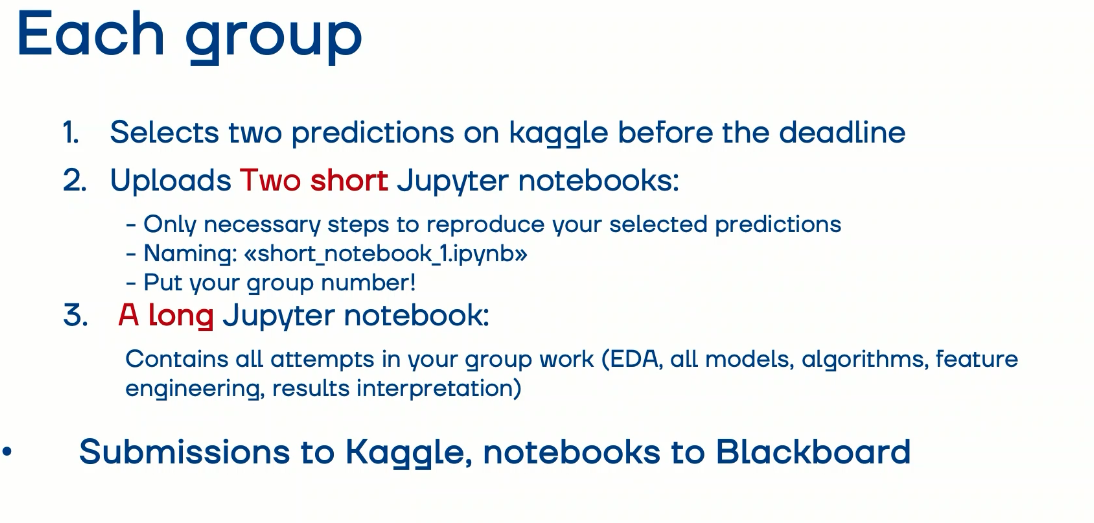 Each group
1. Selects two predictions on kaggle before the deadline
2. Uploads Two short Jupyter notebooks:
- Only necessary steps to reproduce your selected predictions
- Naming: «short_notebook_1.ipynb»
- Put your group number!
3. A long Jupyter notebook:
Contains all attempts in your group work (EDA, all models, algorithms, feature
engineering, results interpretation)
• Submissions to Kaggle, notebooks to Blackboard